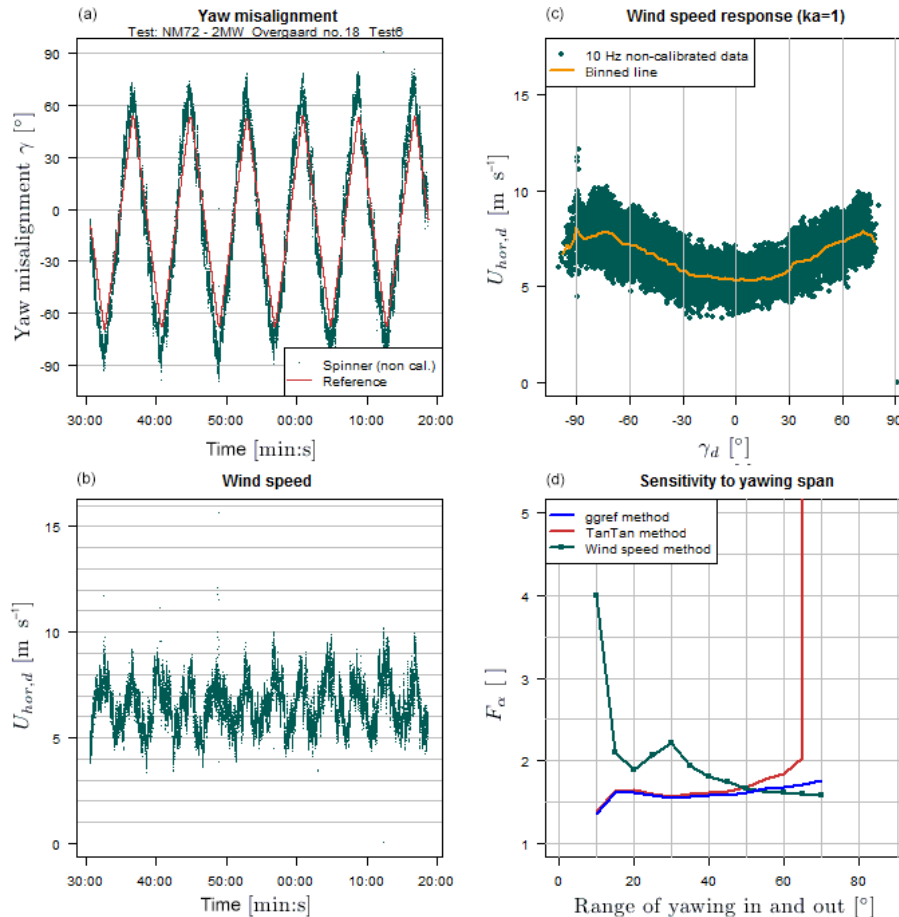 (a)
Yaw misalignment
Test: NM72 - 2MW Overgaard no. 18 Test6
Yaw misalignment γ [°]
90
60
30
0
-30
-60
-90
Spinner (non cal.)
Reference
30:00 40:00 50:00 00:00 10:00 20:00
Time [min:s]
(c)
Wind speed response (ka=1)
10 Hz non-calibrated data
Binned line
U_hor,d [m s⁻¹]
15
10
5
0
-90 -60 -30 0 30 60 90
γ_d [°]
(b)
Wind speed
U_hor,d [m s⁻¹]
15
10
5
0
30:00 40:00 50:00 00:00 10:00 20:00
Time [min:s]
(d)
Sensitivity to yawing span
ggref method
TanTan method
Wind speed method
F_α [ ]
5
4
3
2
1
0 20 40 60 80
Range of yawing in and out [°]